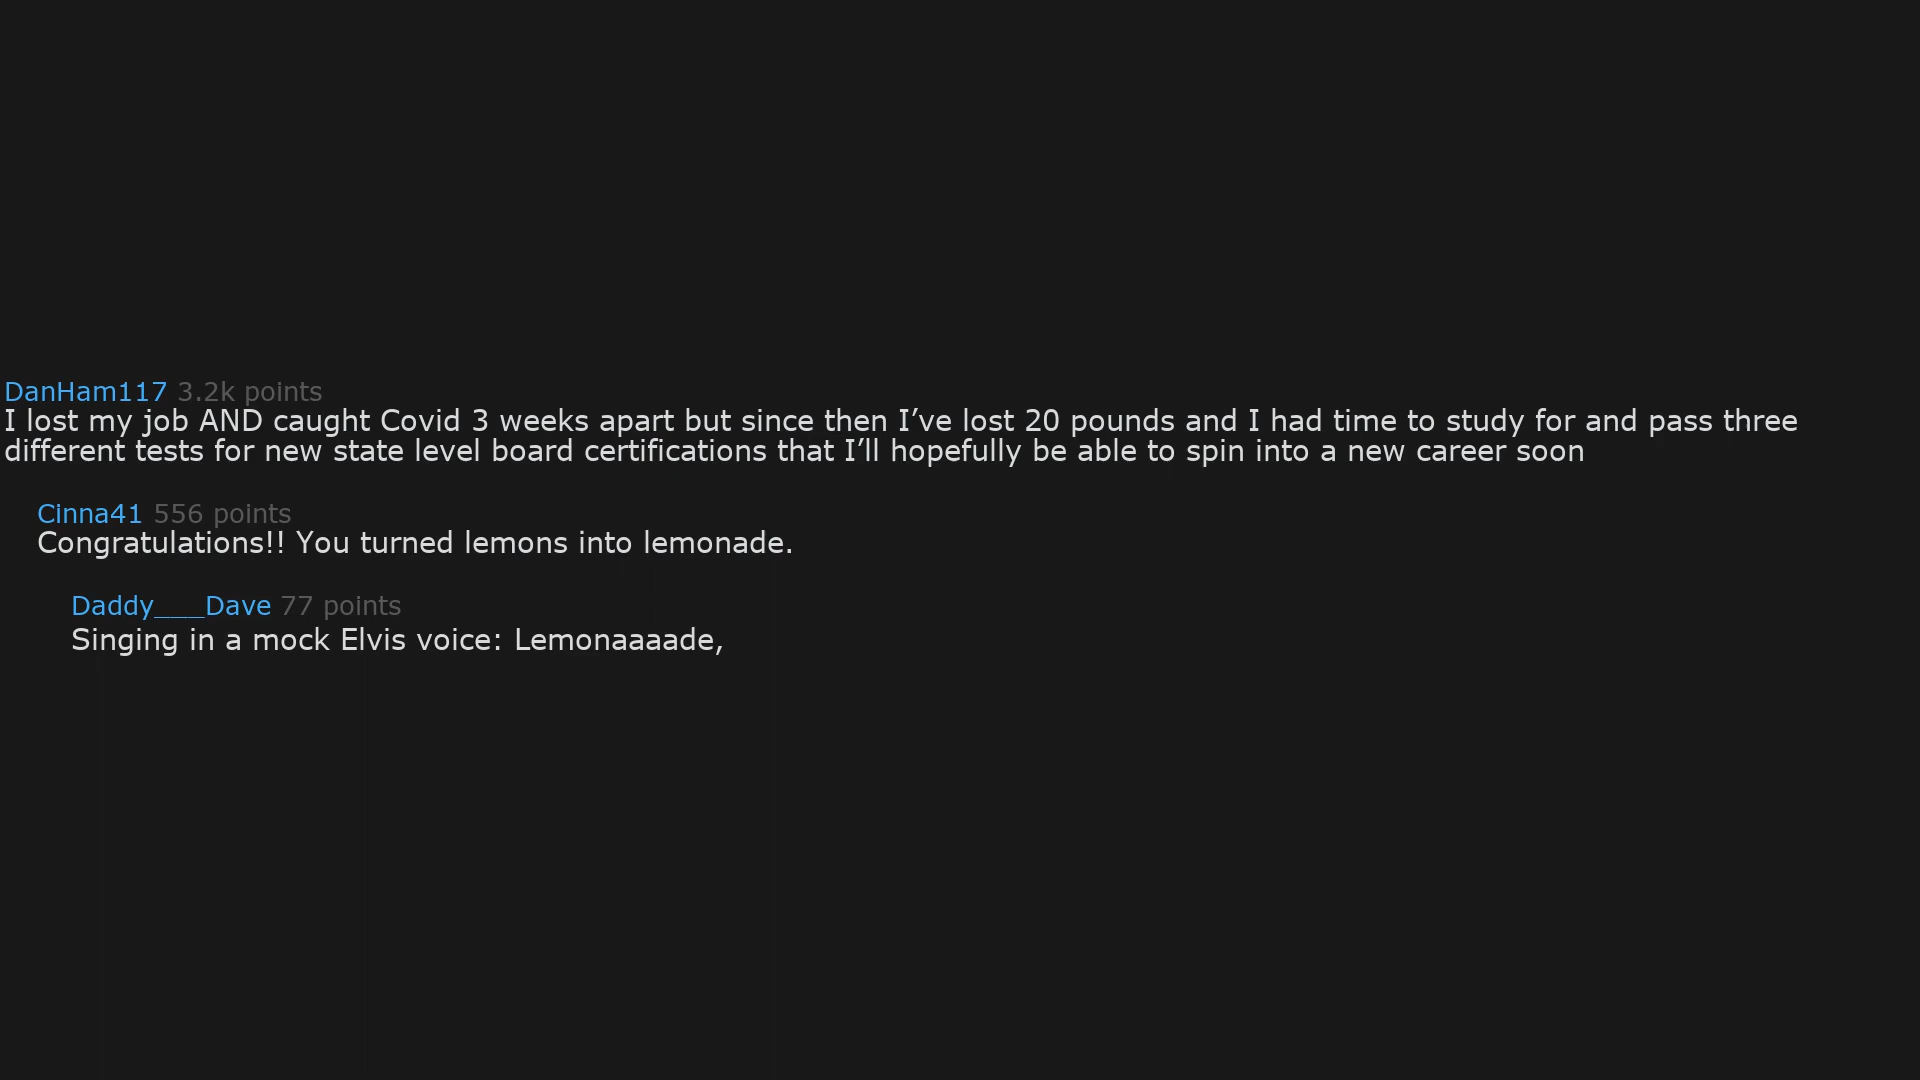 DanHam117 3.2k points
I lost my job AND caught Covid 3 weeks apart but since then I’ve lost 20 pounds and I had time to study for and pass three
different tests for new state level board certifications that I’ll hopefully be able to spin into a new career soon
Cinna41 556 points
Congratulations!! You turned lemons into lemonade.
Daddy___Dave 77 points
Singing in a mock Elvis voice: Lemonaaaade,